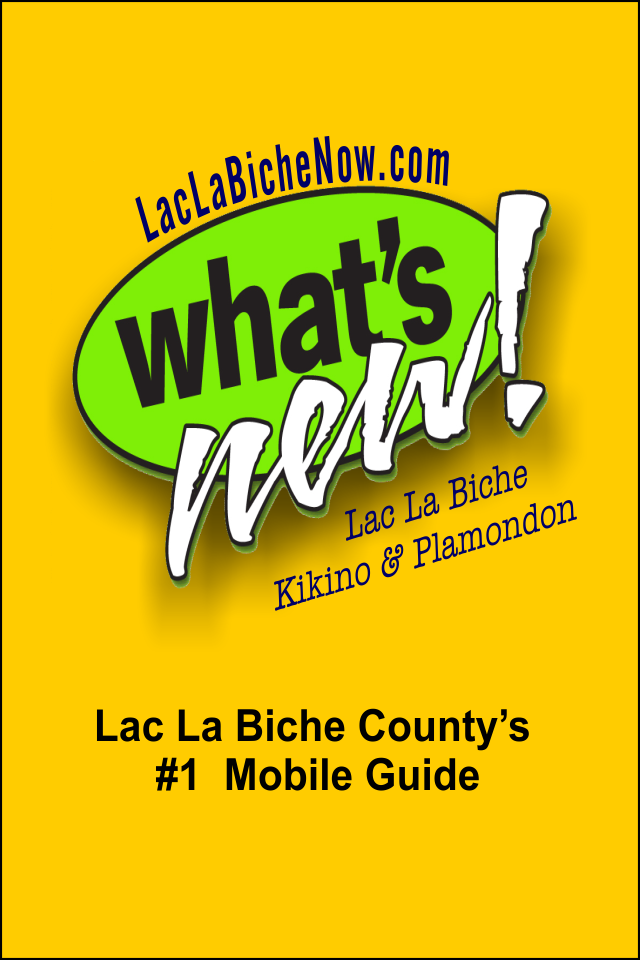 LacLaBicheNow.com
what's
new!
Lac La Biche
Kikino & Plamondon
Lac La Biche County’s
#1 Mobile Guide